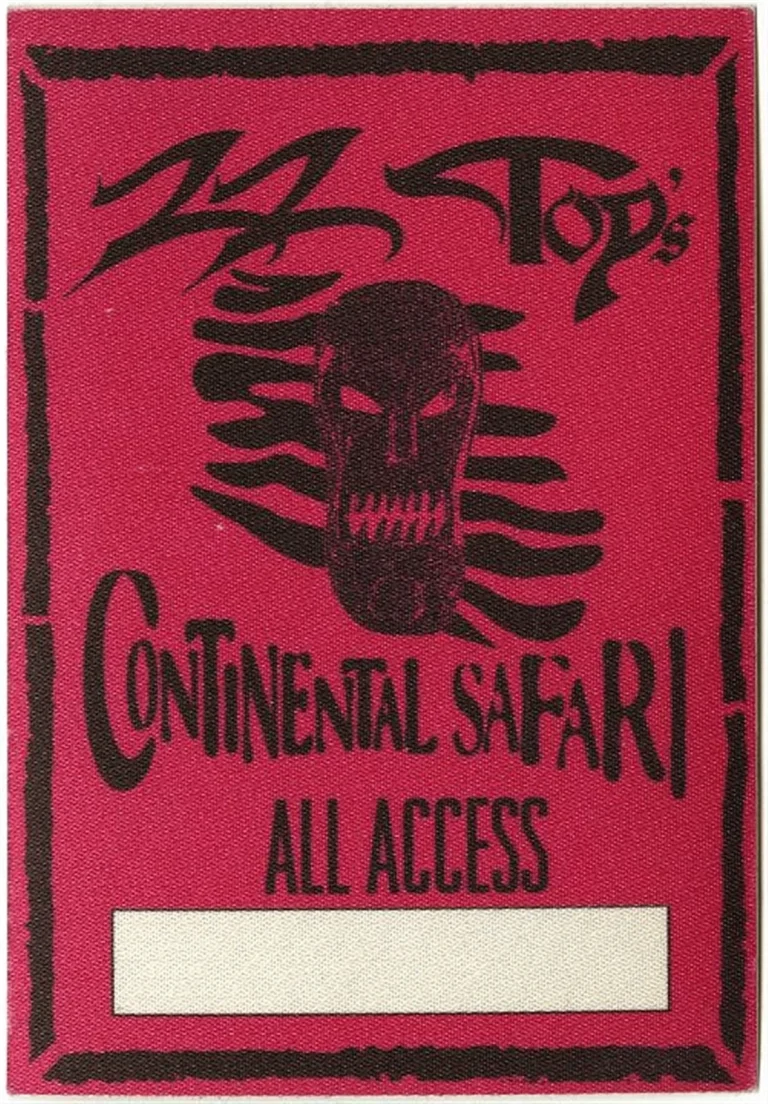 ZZ Top's
Continental Safari
ALL ACCESS